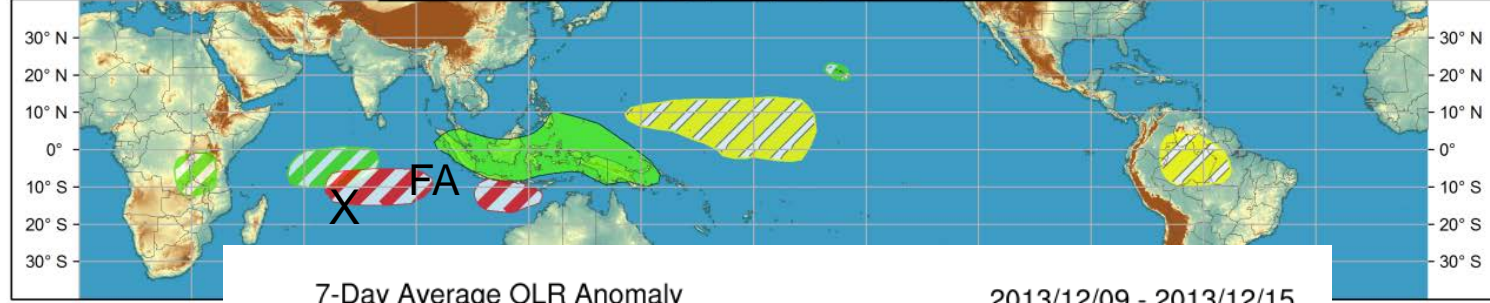 30° N 30° N
20° N 20° N
10° N 10° N
0° 0°
10° S FA 10° S
X
20° S 20° S
30° S 30° S
7-Day Average OLR Anomaly 2013/12/09 - 2013/12/15